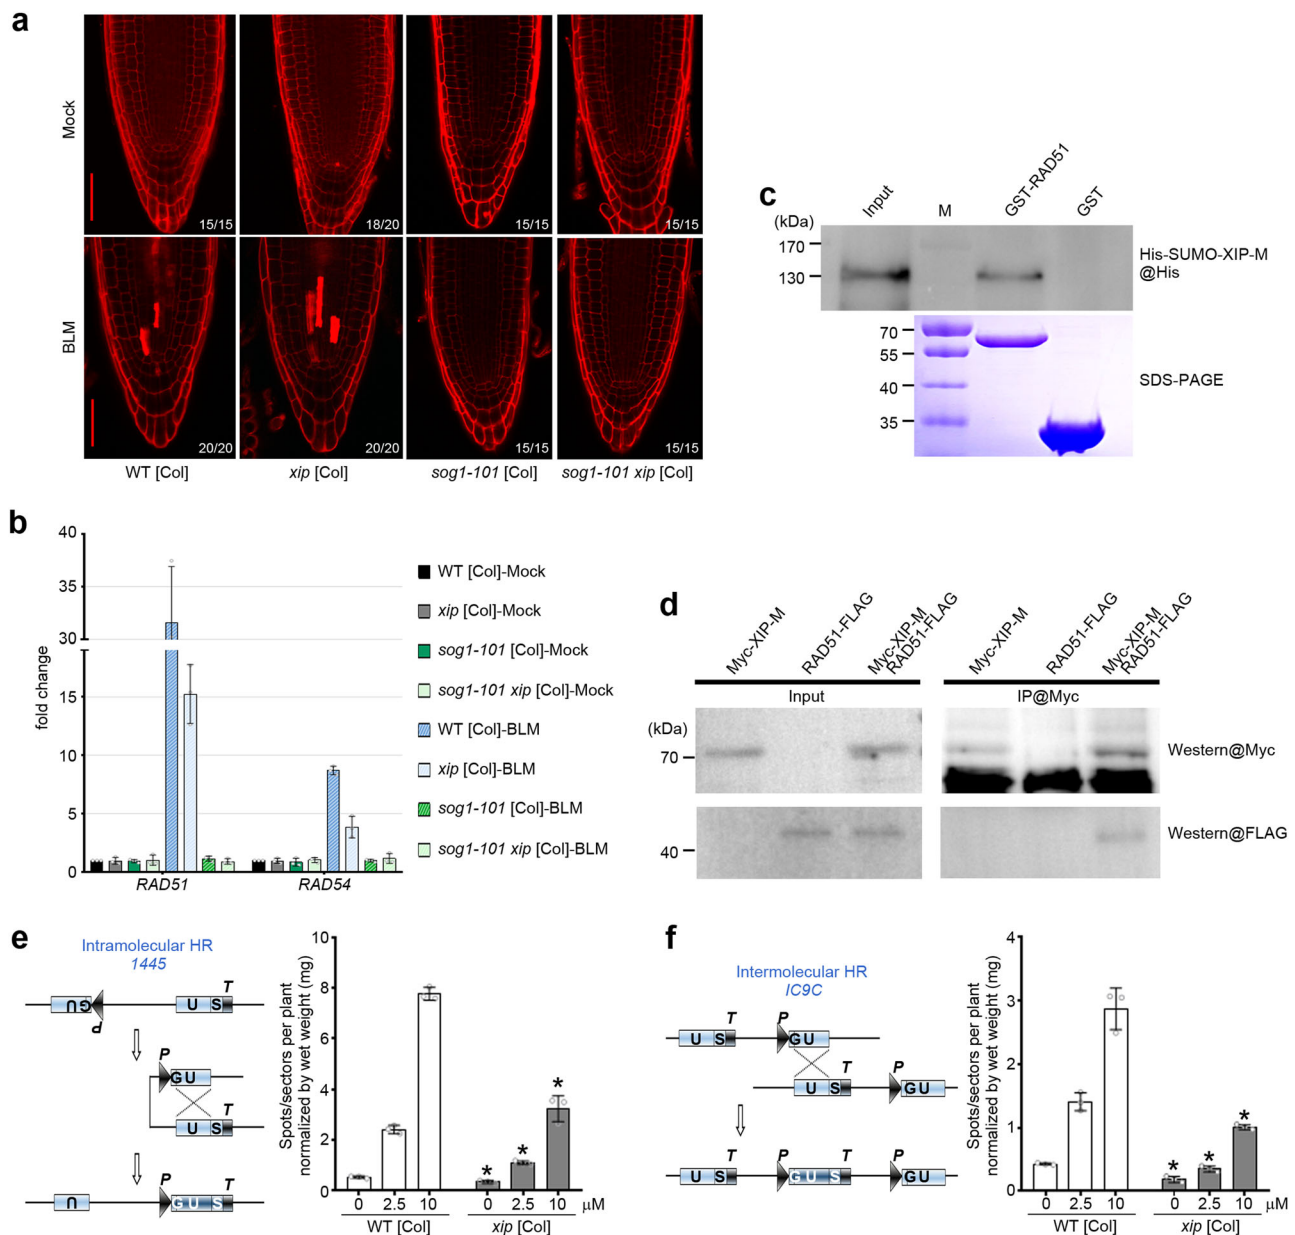 a
Mock
15/15
18/20
15/15
15/15
BLM
20/20
20/20
15/15
15/15
WT [Col]
xip [Col]
sog1-101 [Col]
sog1-101 xip [Col]
b
fold change
40
35
30
15
10
5
0
RAD51
RAD54
WT [Col]-Mock
xip [Col]-Mock
sog1-101 [Col]-Mock
sog1-101 xip [Col]-Mock
WT [Col]-BLM
xip [Col]-BLM
sog1-101 [Col]-BLM
sog1-101 xip [Col]-BLM
c
Input
M
GST-RAD51
GST
(kDa)
170
130
His-SUMO-XIP-M
@His
70
55
40
35
SDS-PAGE
d
Myc-XIP-M
RAD51-FLAG
Myc-XIP-M
RAD51-FLAG
Myc-XIP-M
RAD51-FLAG
Myc-XIP-M
RAD51-FLAG
Input
IP@Myc
(kDa)
70
Western@Myc
40
Western@FLAG
e
Intramolecular HR
1445
GU
P
U S
T
P
GU
T
U S
P
T
U
GUS
Spots/sectors per plant
normalized by wet weight (mg)
10
8
6
4
2
0
* * *
0 2.5 10 0 2.5 10 µM
WT [Col] xip [Col]
f
Intermolecular HR
IC9C
T P
U S GU
T P
U S GU
T P T P
U S GUS GU
Spots/sectors per plant
normalized by wet weight (mg)
4
3
2
1
0
* * *
0 2.5 10 0 2.5 10 µM
WT [Col] xip [Col]